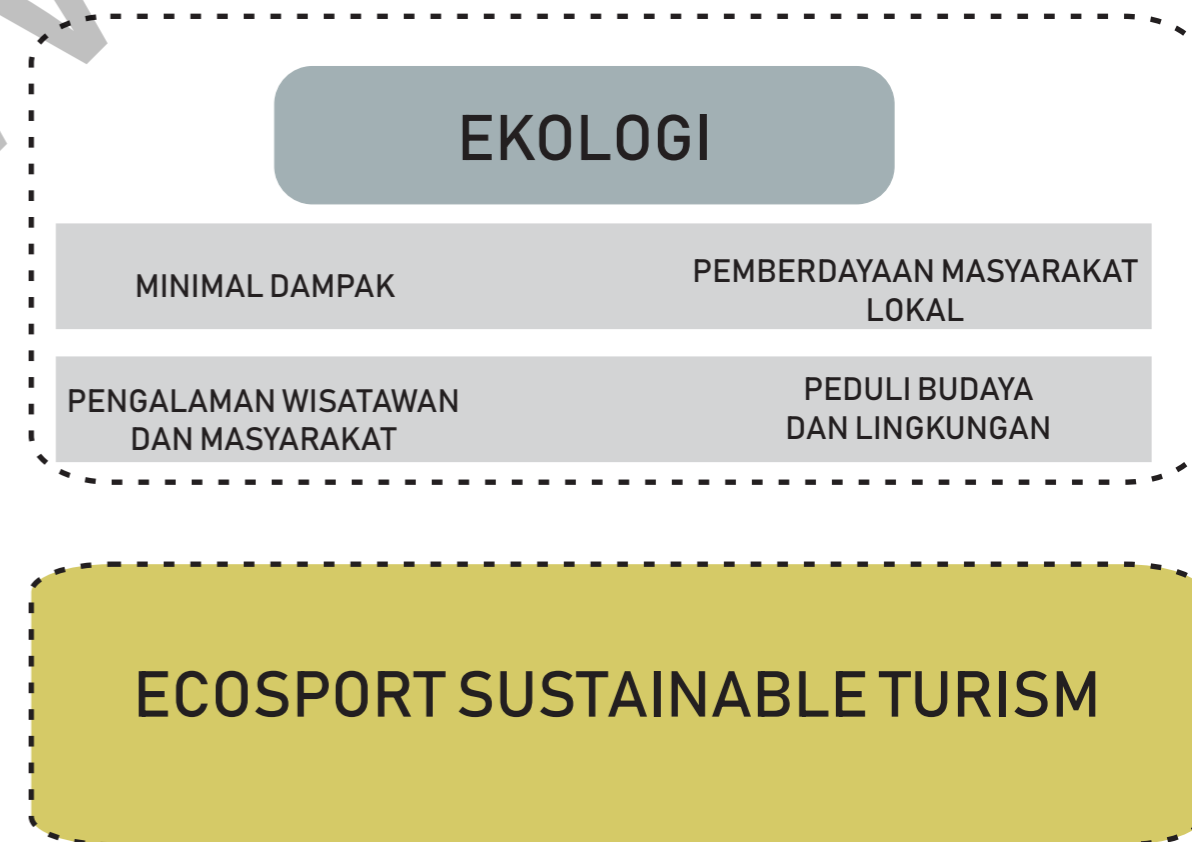 EKOLOGI
MINIMAL DAMPAK
PEMBERDAYAAN MASYARAKAT
LOKAL
PENGALAMAN WISATAWAN
DAN MASYARAKAT
PEDULI BUDAYA
DAN LINGKUNGAN
ECOSPORT SUSTAINABLE TURISM